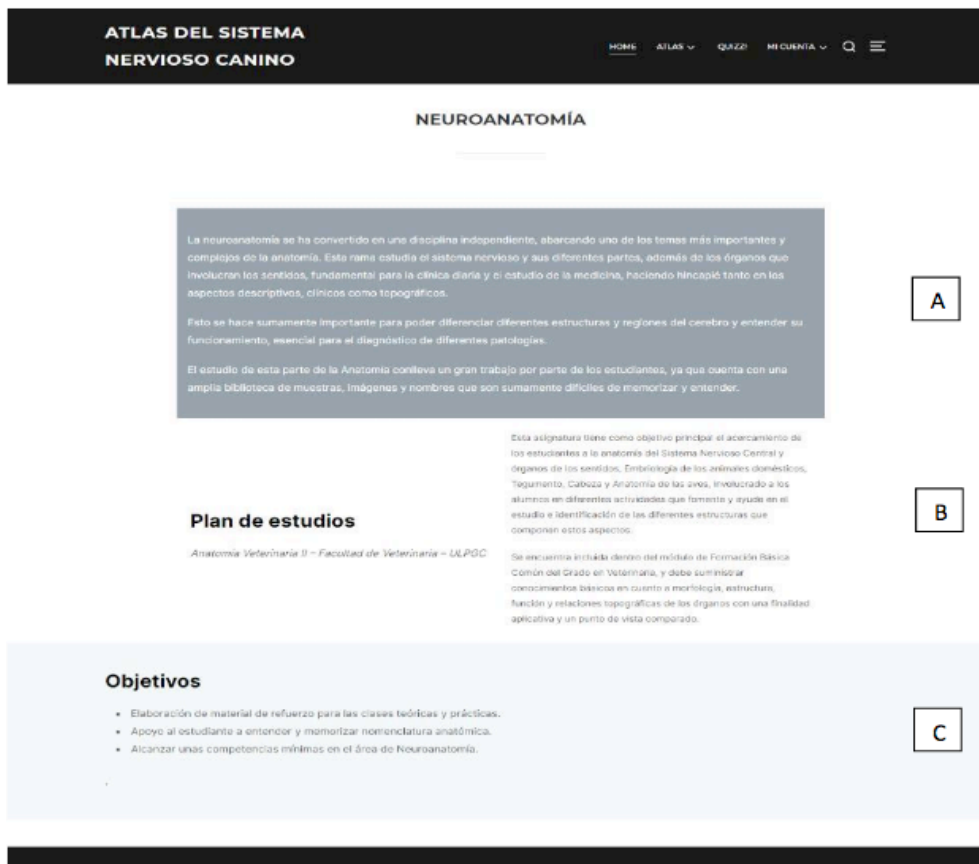 ATLAS DEL SISTEMA
NERVIOSO CANINO
HOME ATLAS QUIZZ! MI CUENTA
NEUROANATOMÍA
La neuroanatomía se ha convertido en una disciplina independiente, abarcando uno de los temas más importantes y
complejos de la anatomía. Esta rama estudia el sistema nervioso y sus diferentes partes, además de los órganos que
involucran los sentidos, fundamental para la clínica diaria y el estudio de la medicina, haciendo hincapié tanto en los
aspectos descriptivos, clínicos como topográficos.
Esto se hace sumamente importante para poder diferenciar diferentes estructuras y regiones del cerebro y entender su
funcionamiento, esencial para el diagnóstico de diferentes patologías.
El estudio de esta parte de la Anatomía conlleva un gran trabajo por parte de los estudiantes, ya que cuenta con una
amplia biblioteca de muestras, imágenes y nombres que son sumamente difíciles de memorizar y entender.
A
Plan de estudios
Anatomía Veterinaria II – Facultad de Veterinaria – ULPGC
Esta asignatura tiene como objetivo principal el acercamiento de
los estudiantes a la anatomía del Sistema Nervioso Central y
órganos de los sentidos, Embriología de los animales domésticos,
Tegumento, Cabeza y Anatomía de las aves, involucrado a los
alumnos en diferentes actividades que fomente y ayude en el
estudio e identificación de las diferentes estructuras que
componen estos aspectos.
Se encuentra incluida dentro del módulo de Formación Básica
Común del Grado en Veterinaria, y debe suministrar
conocimientos básicos en cuanto a morfología, estructura,
función y relaciones topográficas de los órganos con una finalidad
aplicativa y un punto de vista comparado.
B
Objetivos
• Elaboración de material de refuerzo para las clases teóricas y prácticas.
• Apoyo al estudiante a entender y memorizar nomenclatura anatómica.
• Alcanzar unas competencias mínimas en el área de Neuroanatomía.
.
C